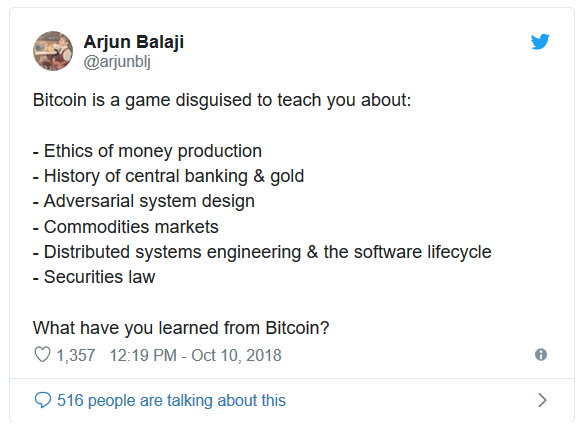 Arjun Balaji
@arjunblj
Bitcoin is a game disguised to teach you about:
- Ethics of money production
- History of central banking & gold
- Adversarial system design
- Commodities markets
- Distributed systems engineering & the software lifecycle
- Securities law
What have you learned from Bitcoin?
1,357 12:19 PM - Oct 10, 2018
516 people are talking about this